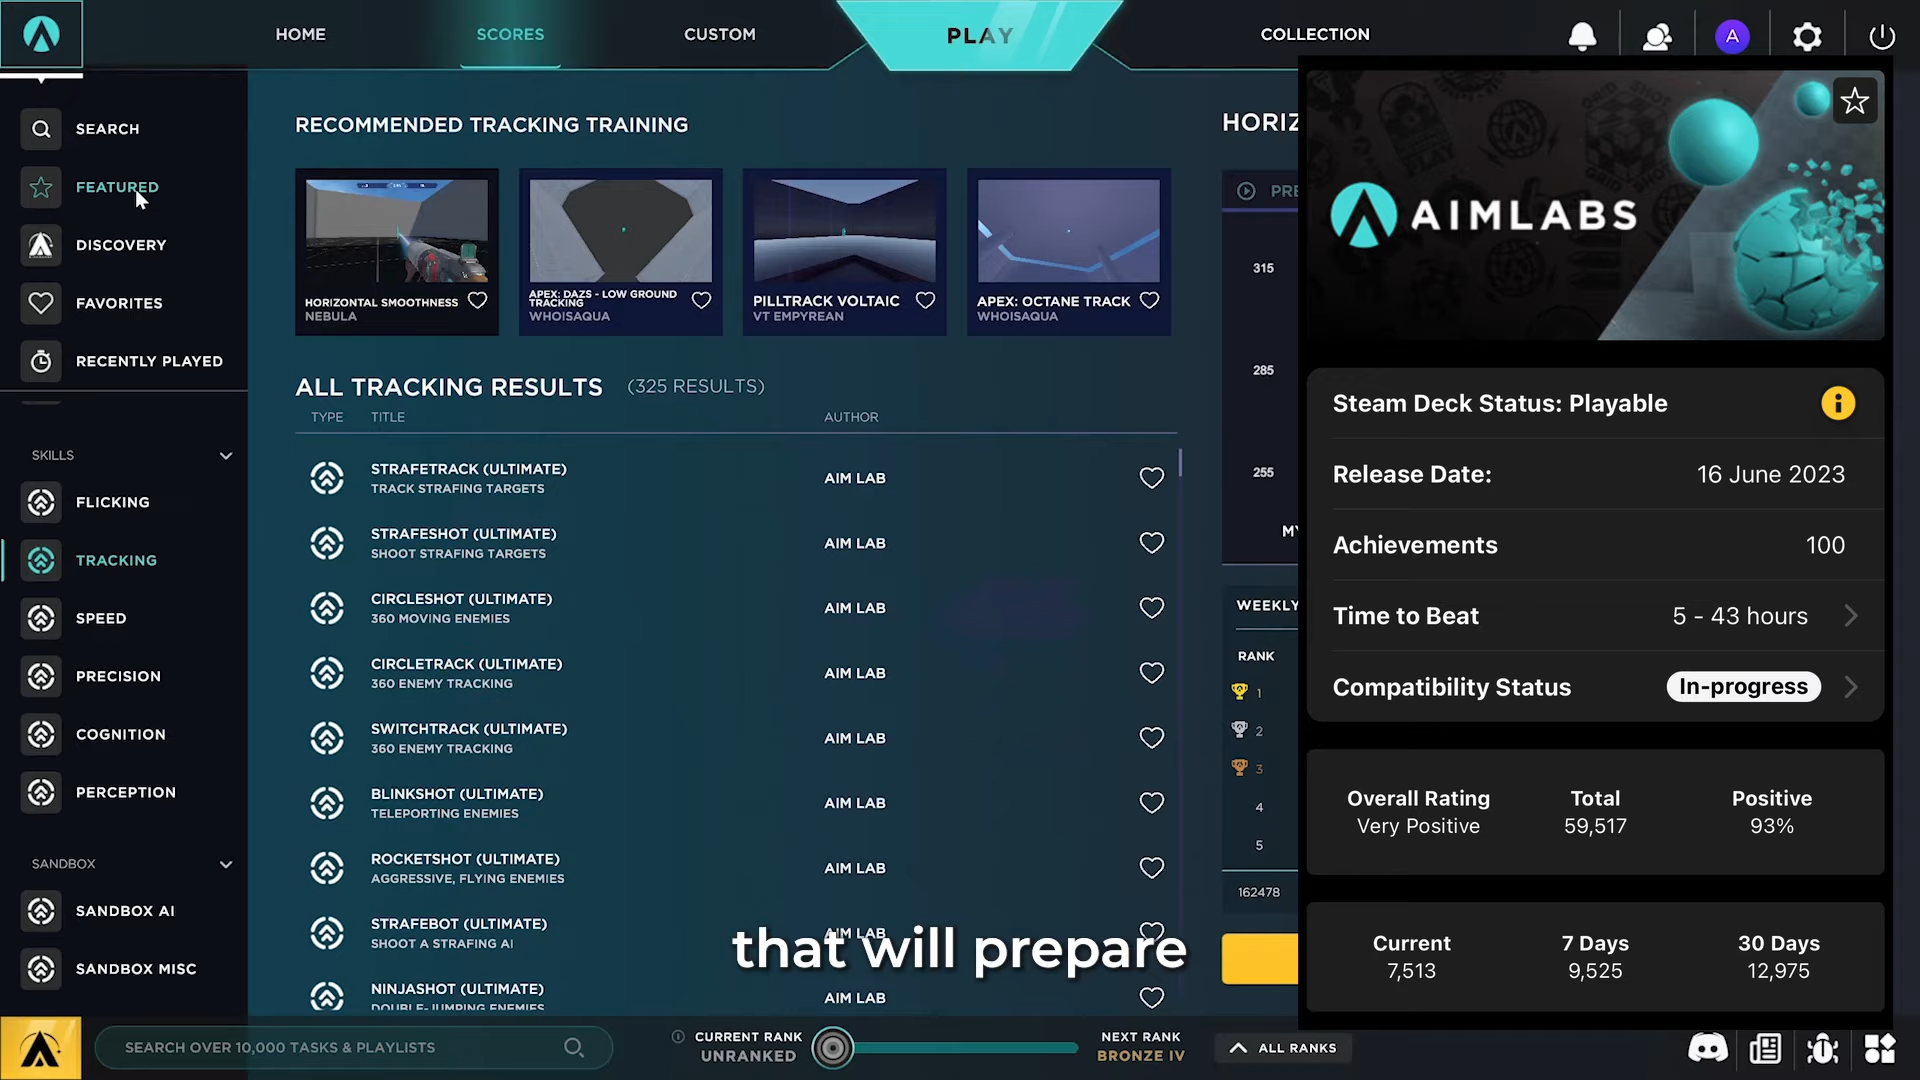 HOME
SCORES
CUSTOM
PLAY
COLLECTION
A
SEARCH
FEATURED
DISCOVERY
FAVORITES
RECENTLY PLAYED
SKILLS
FLICKING
TRACKING
SPEED
PRECISION
COGNITION
PERCEPTION
SANDBOX
SANDBOX AI
SANDBOX MISC
RECOMMENDED TRACKING TRAINING
HORIZONTAL SMOOTHNESS
NEBULA
APEX: DAZS - LOW GROUND
TRACKING
WHOISAQUA
PILLTRACK VOLTAIC
VT EMPYREAN
APEX: OCTANE TRACK
WHOISAQUA
ALL TRACKING RESULTS (325 RESULTS)
TYPE TITLE AUTHOR
STRAFETRACK (ULTIMATE)
TRACK STRAFING TARGETS
AIM LAB
STRAFESHOT (ULTIMATE)
SHOOT STRAFING TARGETS
AIM LAB
CIRCLESHOT (ULTIMATE)
360 MOVING ENEMIES
AIM LAB
CIRCLETRACK (ULTIMATE)
360 ENEMY TRACKING
AIM LAB
SWITCHTRACK (ULTIMATE)
360 ENEMY TRACKING
AIM LAB
BLINKSHOT (ULTIMATE)
TELEPORTING ENEMIES
AIM LAB
ROCKETSHOT (ULTIMATE)
AGGRESSIVE, FLYING ENEMIES
AIM LAB
STRAFEBOT (ULTIMATE)
SHOOT A STRAFING AI
AIM LAB
NINJASHOT (ULTIMATE)
DOUBLE-JUMPING ENEMIES
AIM LAB
that will prepare
HORIZ
PRE
315
285
255
MY
WEEKLY
RANK
1
2
3
4
5
162478
AIMLABS
Steam Deck Status: Playable
Release Date: 16 June 2023
Achievements 100
Time to Beat 5 - 43 hours
Compatibility Status In-progress
Overall Rating Total Positive
Very Positive 59,517 93%
Current 7 Days 30 Days
7,513 9,525 12,975
SEARCH OVER 10,000 TASKS & PLAYLISTS
CURRENT RANK
UNRANKED
NEXT RANK
BRONZE IV
ALL RANKS